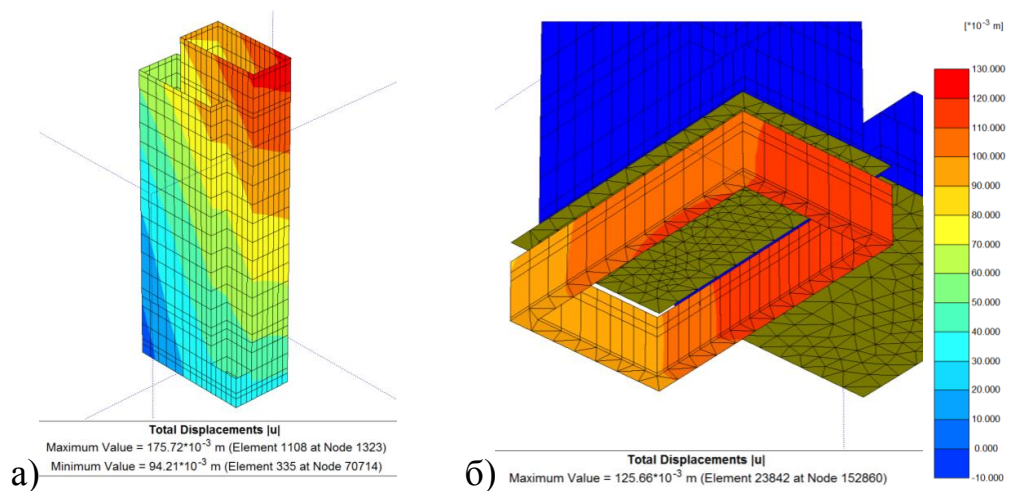 [*10⁻³ m]
130.000
120.000
110.000
100.000
90.000
80.000
70.000
60.000
50.000
40.000
30.000
20.000
10.000
0.000
-10.000
Total Displacements |u|
Maximum Value = 175.72*10⁻³ m (Element 1108 at Node 1323)
Minimum Value = 94.21*10⁻³ m (Element 335 at Node 70714)
а)
Total Displacements |u|
Maximum Value = 125.66*10⁻³ m (Element 23842 at Node 152860)
б)